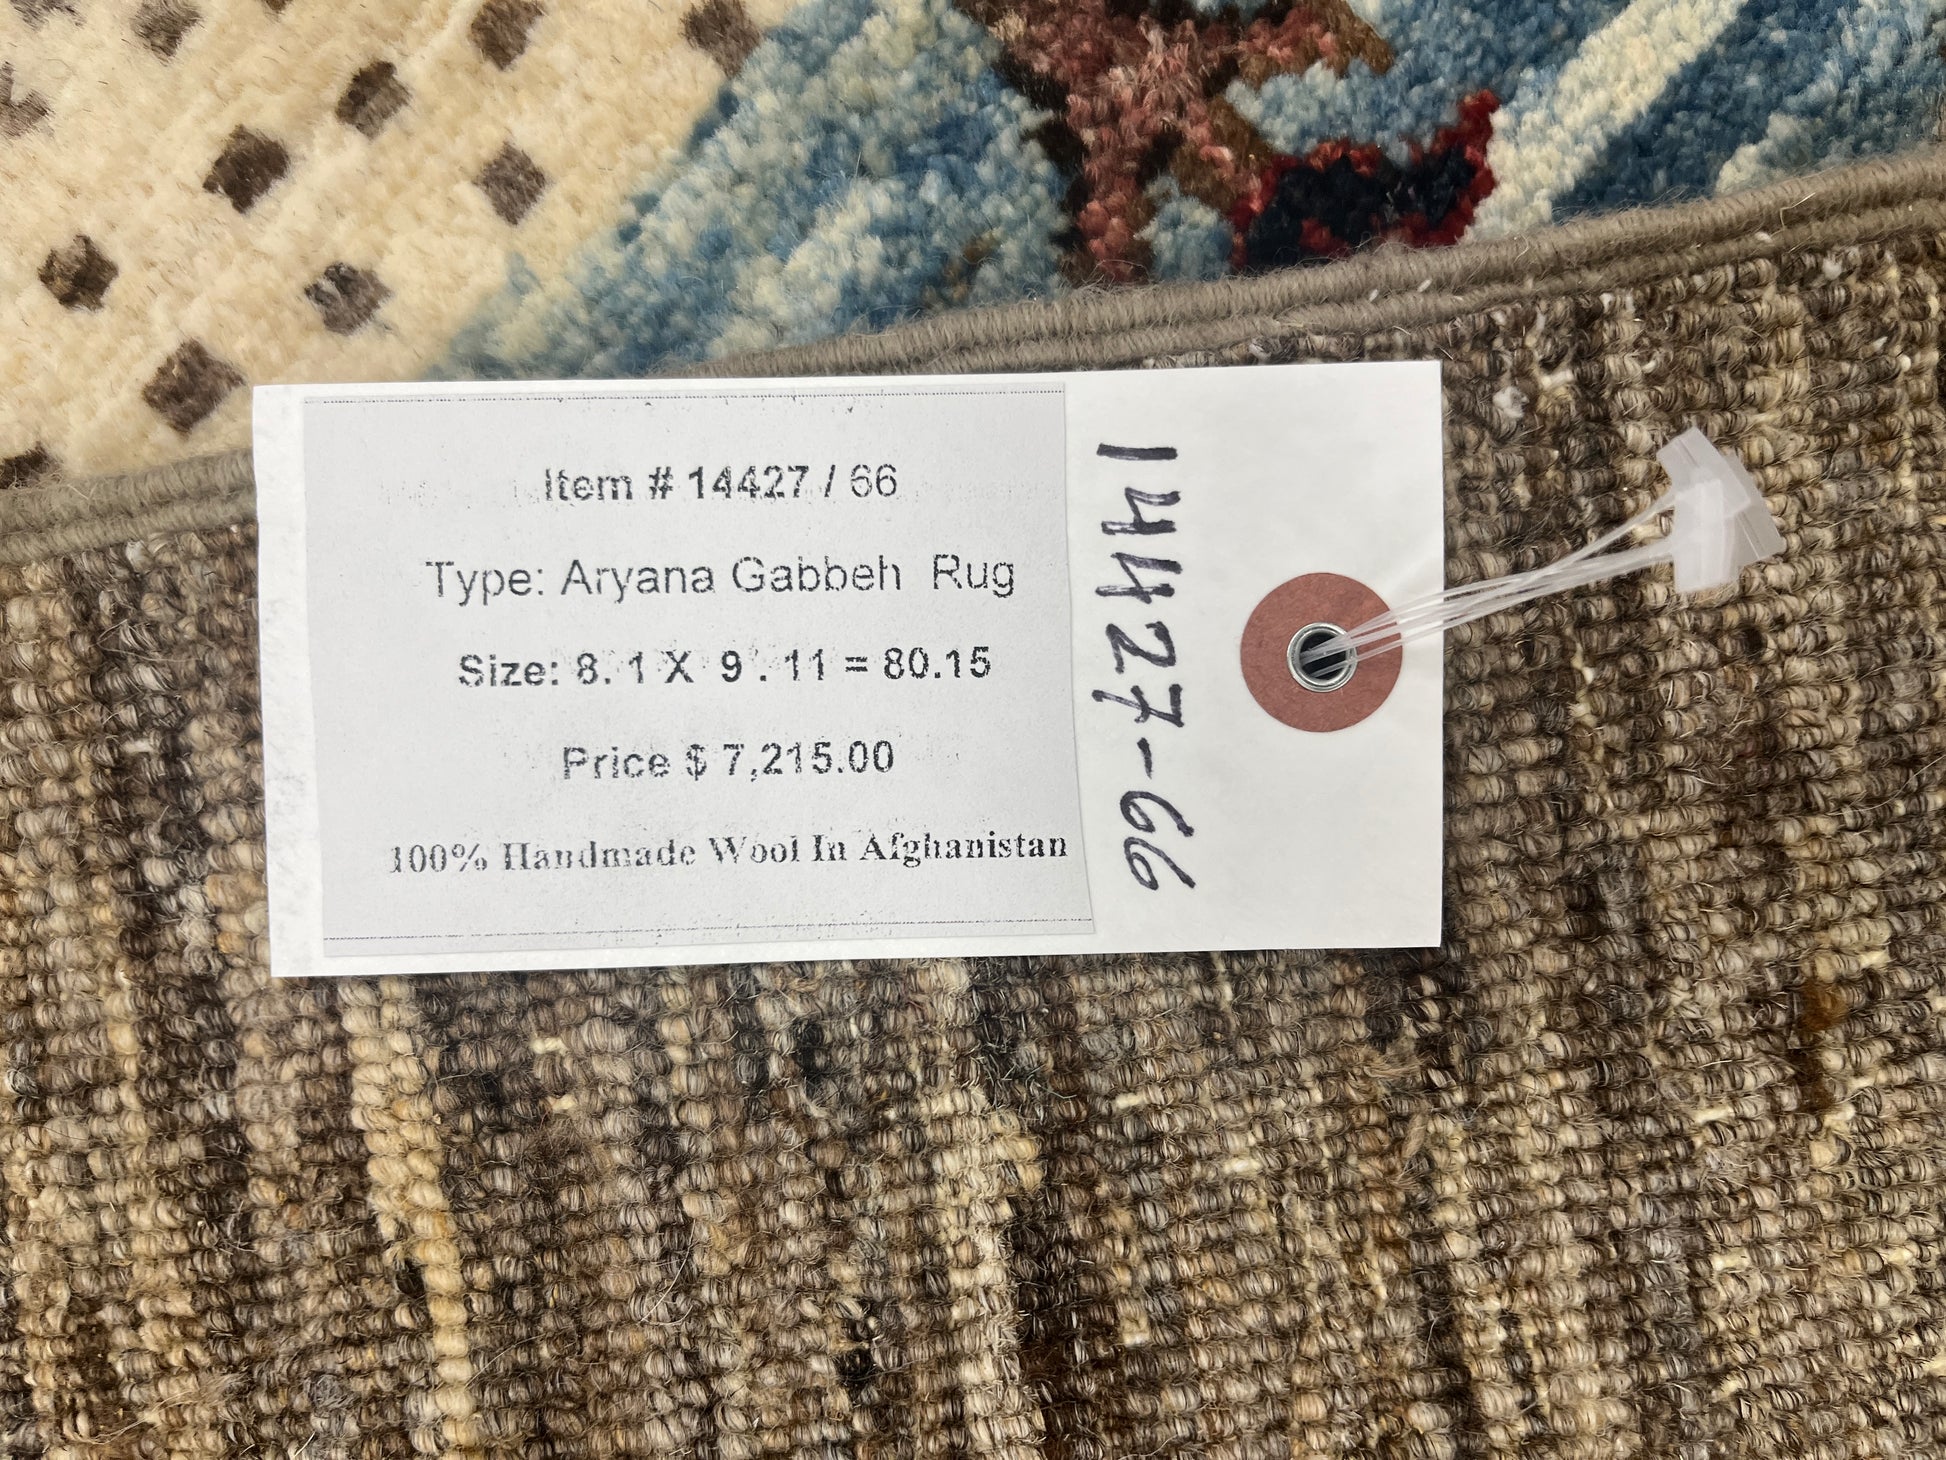 Item # 14427 / 66
Type: Aryana Gabbeh Rug
Size: 8. 1 X 9'. 11 = 80.15
Price $ 7,215.00
100% Handmade Wool In Afghanistan
14427-66